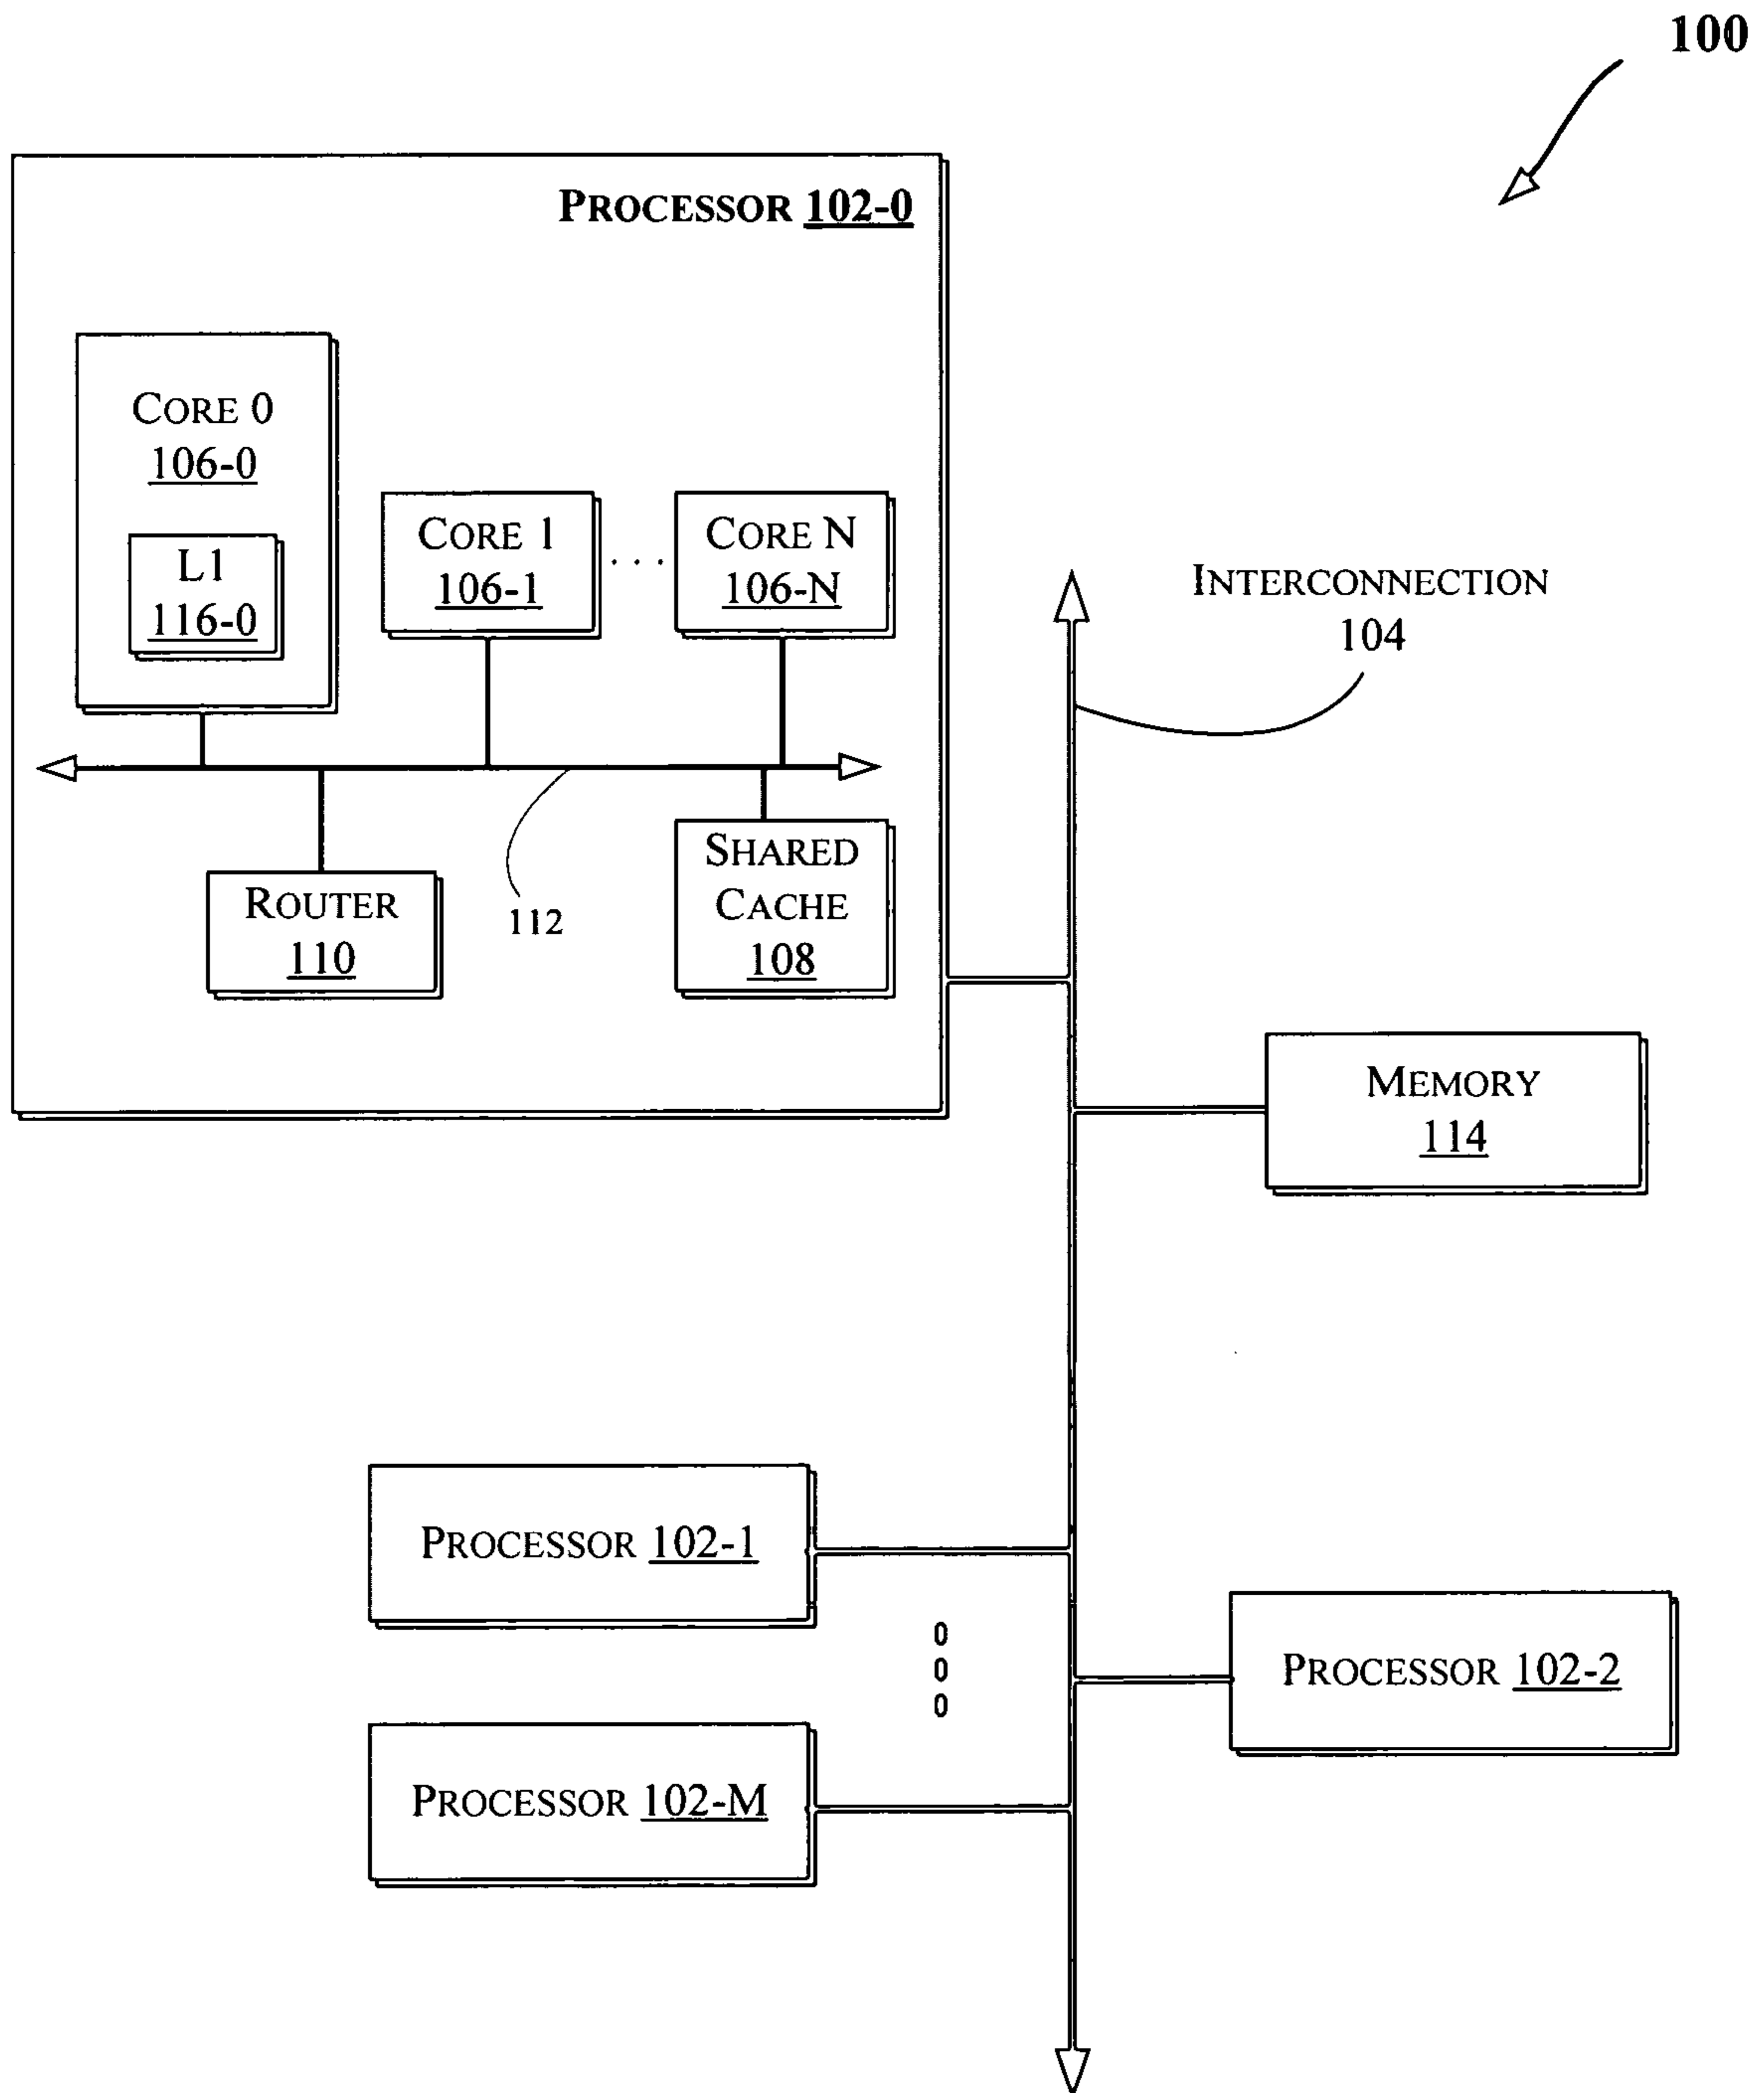 100
PROCESSOR 102-0
CORE 0
106-0
L1
116-0
CORE 1
106-1
. . .
CORE N
106-N
INTERCONNECTION
104
ROUTER
110
112
SHARED
CACHE
108
MEMORY
114
PROCESSOR 102-1
PROCESSOR 102-2
PROCESSOR 102-M